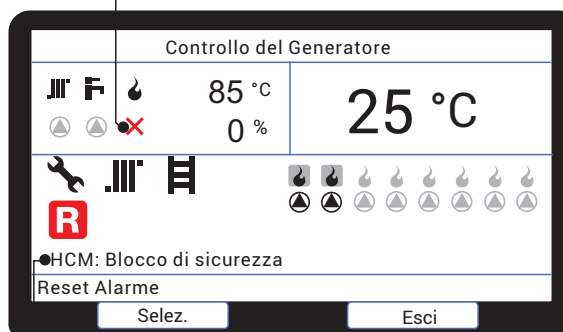 Controllo del Generatore
85 °C
0 %
25 °C
R
HCM: Blocco di sicurezza
Reset Alarme
Selez.
Esci